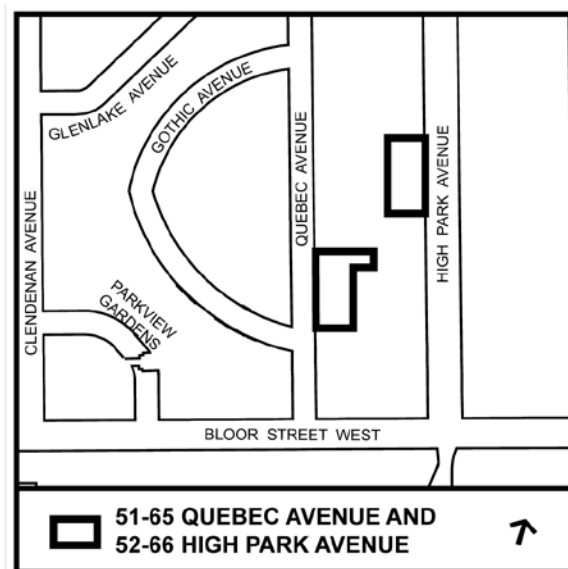 GLENLAKE AVENUE
GOTHIC AVENUE
QUEBEC AVENUE
HIGH PARK AVENUE
CLENDENAN AVENUE
PARKVIEW
GARDENS
BLOOR STREET WEST
51-65 QUEBEC AVENUE AND
52-66 HIGH PARK AVENUE